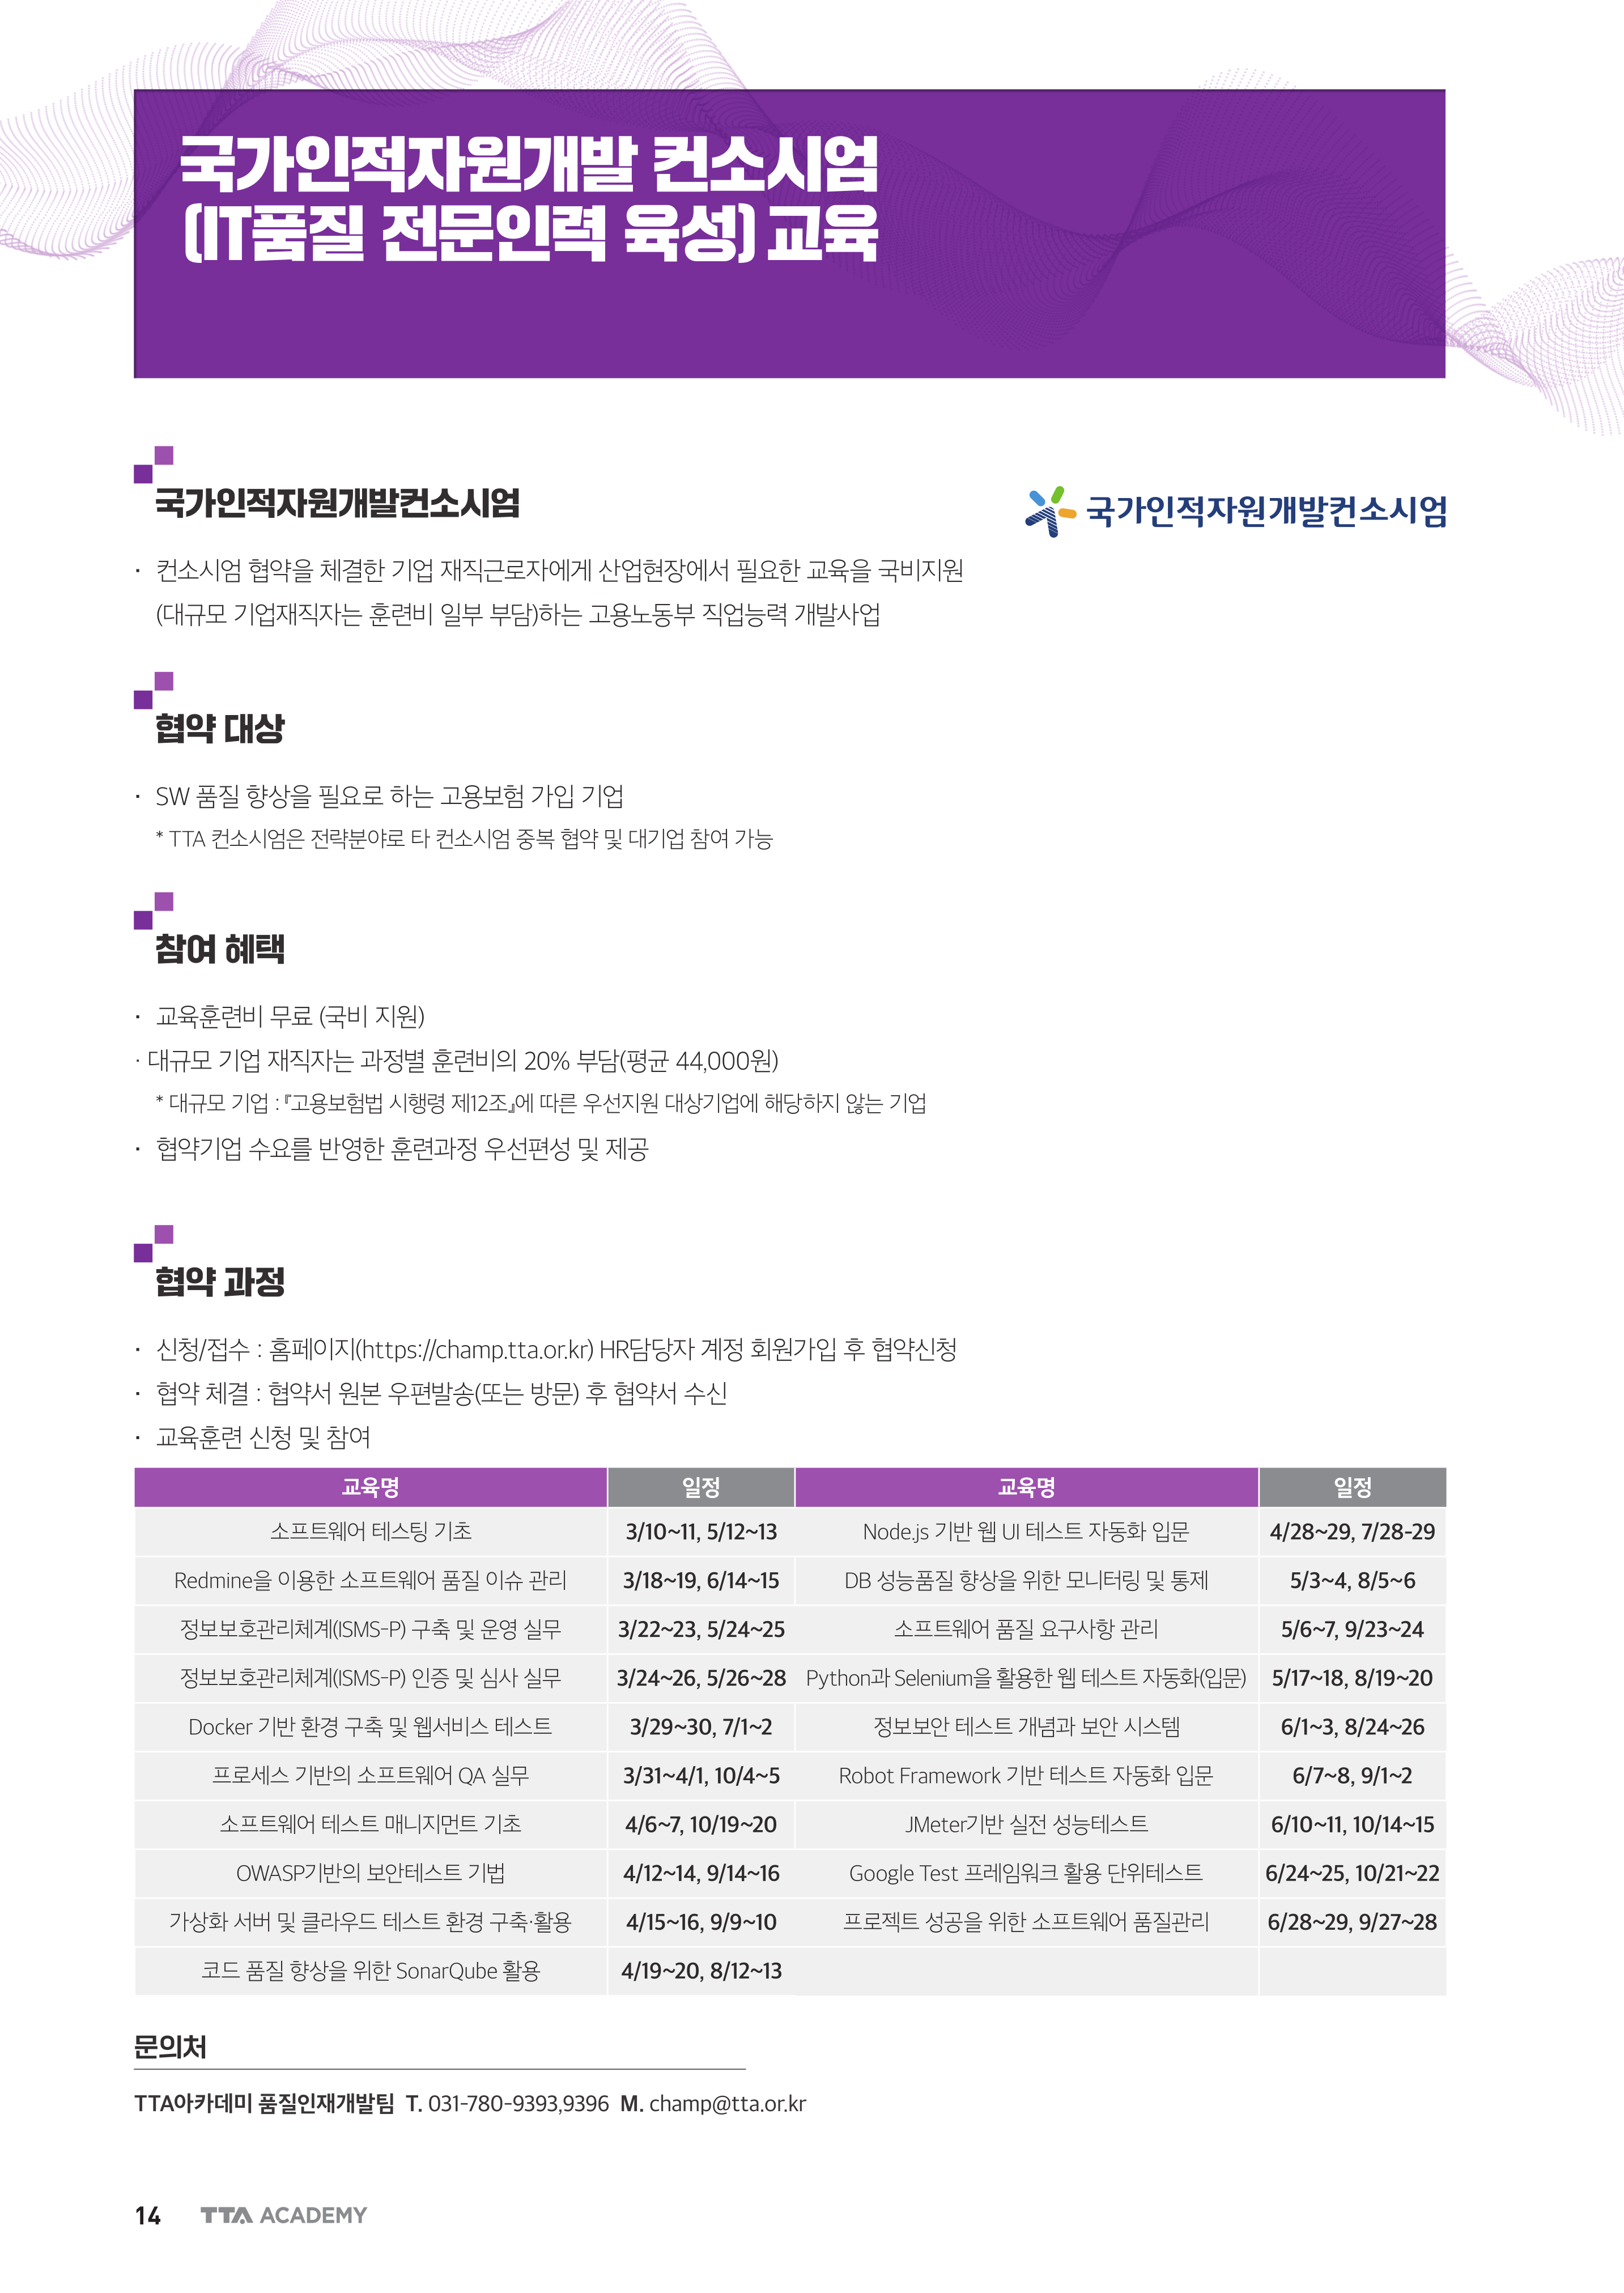 국가인적자원개발 컨소시엄
(IT품질 전문인력 육성) 교육
국가인적자원개발컨소시엄
국가인적자원개발컨소시엄
· 컨소시엄 협약을 체결한 기업 재직근로자에게 산업현장에서 필요한 교육을 국비지원
(대규모 기업재직자는 훈련비 일부 부담)하는 고용노동부 직업능력 개발사업
협약 대상
· SW 품질 향상을 필요로 하는 고용보험 가입 기업
* TTA 컨소시엄은 전략분야로 타 컨소시엄 중복 협약 및 대기업 참여 가능
참여 혜택
· 교육훈련비 무료 (국비 지원)
· 대규모 기업 재직자는 과정별 훈련비의 20% 부담(평균 44,000원)
* 대규모 기업 : 『고용보험법 시행령 제12조』에 따른 우선지원 대상기업에 해당하지 않는 기업
· 협약기업 수요를 반영한 훈련과정 우선편성 및 제공
협약 과정
· 신청/접수 : 홈페이지(https://champ.tta.or.kr) HR담당자 계정 회원가입 후 협약신청
· 협약 체결 : 협약서 원본 우편발송(또는 방문) 후 협약서 수신
· 교육훈련 신청 및 참여
교육명 일정 교육명 일정
소프트웨어 테스팅 기초 3/10~11, 5/12~13 Node.js 기반 웹 UI 테스트 자동화 입문 4/28~29, 7/28-29
Redmine을 이용한 소프트웨어 품질 이슈 관리 3/18~19, 6/14~15 DB 성능품질 향상을 위한 모니터링 및 통제 5/3~4, 8/5~6
정보보호관리체계(ISMS-P) 구축 및 운영 실무 3/22~23, 5/24~25 소프트웨어 품질 요구사항 관리 5/6~7, 9/23~24
정보보호관리체계(ISMS-P) 인증 및 심사 실무 3/24~26, 5/26~28 Python과 Selenium을 활용한 웹 테스트 자동화(입문) 5/17~18, 8/19~20
Docker 기반 환경 구축 및 웹서비스 테스트 3/29~30, 7/1~2 정보보안 테스트 개념과 보안 시스템 6/1~3, 8/24~26
프로세스 기반의 소프트웨어 QA 실무 3/31~4/1, 10/4~5 Robot Framework 기반 테스트 자동화 입문 6/7~8, 9/1~2
소프트웨어 테스트 매니지먼트 기초 4/6~7, 10/19~20 JMeter기반 실전 성능테스트 6/10~11, 10/14~15
OWASP기반의 보안테스트 기법 4/12~14, 9/14~16 Google Test 프레임워크 활용 단위테스트 6/24~25, 10/21~22
가상화 서버 및 클라우드 테스트 환경 구축·활용 4/15~16, 9/9~10 프로젝트 성공을 위한 소프트웨어 품질관리 6/28~29, 9/27~28
코드 품질 향상을 위한 SonarQube 활용 4/19~20, 8/12~13
문의처
TTA아카데미 품질인재개발팀 T. 031-780-9393,9396 M. champ@tta.or.kr
14 TTA ACADEMY